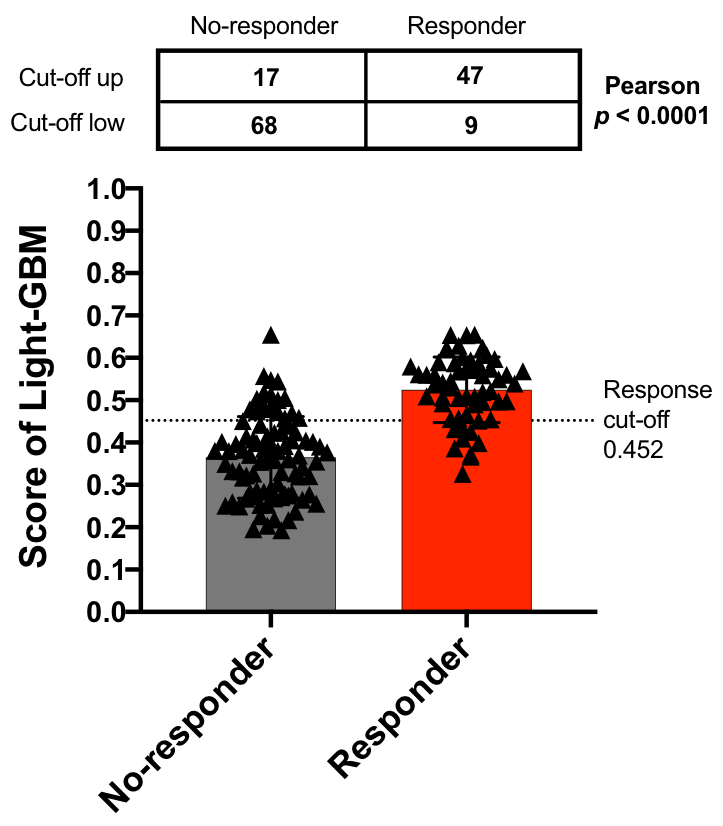 No-responder Responder
Cut-off up 17 47
Cut-off low 68 9
Pearson
p < 0.0001
1.0
0.9
0.8
0.7
0.6
0.5
0.4
0.3
0.2
0.1
0.0
Score of Light-GBM
Response
cut-off
0.452
No-responder
Responder